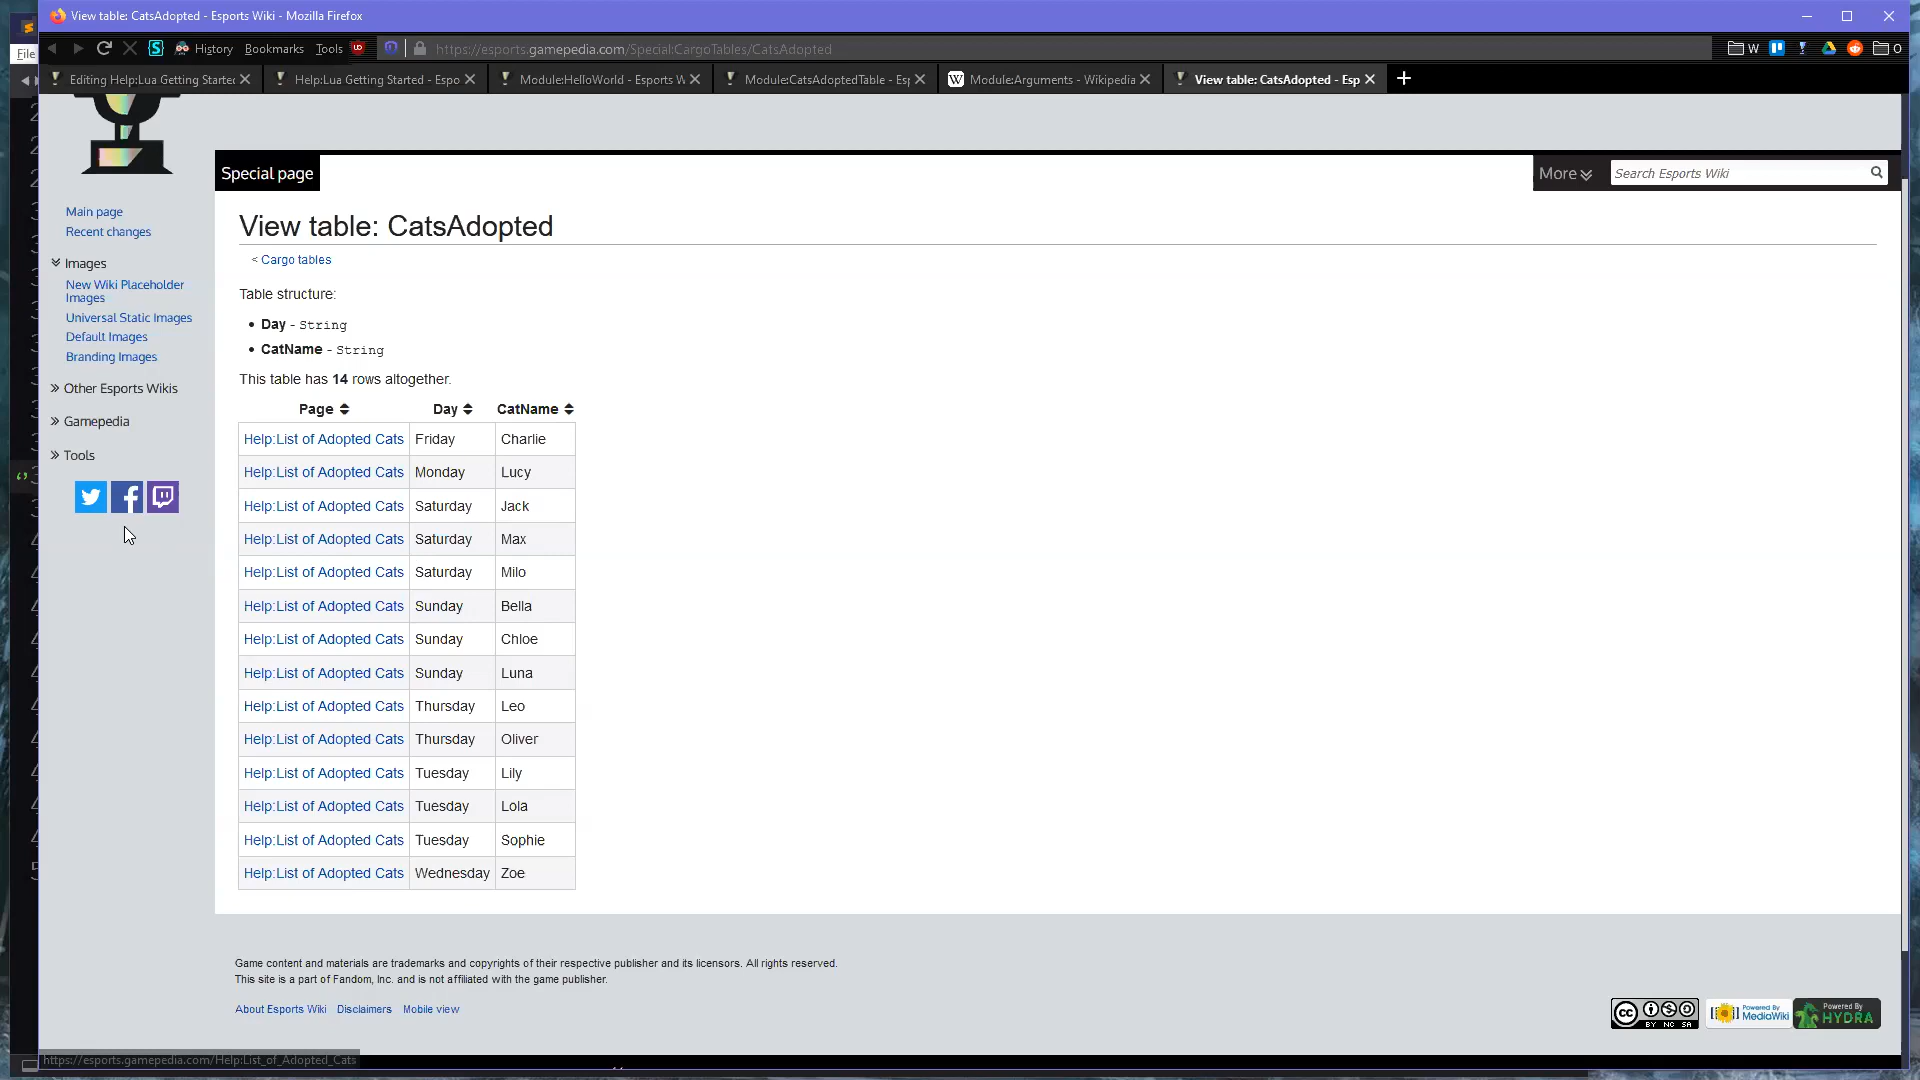 View table: CatsAdopted - Esports Wiki - Mozilla Firefox
File
History Bookmarks Tools
https://esports.gamepedia.com/Special:CargoTables/CatsAdopted
W
O
Editing Help:Lua Getting Starte
Help:Lua Getting Started - Espo
Module:HelloWorld - Esports W
Module:CatsAdoptedTable - Es
Module:Arguments - Wikipedia
View table: CatsAdopted - Esp
Special page
More
Search Esports Wiki
Main page
Recent changes
Images
New Wiki Placeholder
Images
Universal Static Images
Default Images
Branding Images
Other Esports Wikis
Gamepedia
Tools
View table: CatsAdopted
< Cargo tables
Table structure:
• Day - String
• CatName - String
This table has 14 rows altogether.
Page Day CatName
Help:List of Adopted Cats Friday Charlie
Help:List of Adopted Cats Monday Lucy
Help:List of Adopted Cats Saturday Jack
Help:List of Adopted Cats Saturday Max
Help:List of Adopted Cats Saturday Milo
Help:List of Adopted Cats Sunday Bella
Help:List of Adopted Cats Sunday Chloe
Help:List of Adopted Cats Sunday Luna
Help:List of Adopted Cats Thursday Leo
Help:List of Adopted Cats Thursday Oliver
Help:List of Adopted Cats Tuesday Lily
Help:List of Adopted Cats Tuesday Lola
Help:List of Adopted Cats Tuesday Sophie
Help:List of Adopted Cats Wednesday Zoe
Game content and materials are trademarks and copyrights of their respective publisher and its licensors. All rights reserved.
This site is a part of Fandom, Inc. and is not affiliated with the game publisher.
About Esports Wiki Disclaimers Mobile view
cc BY NC SA
Powered By MediaWiki
Powered By HYDRA
https://esports.gamepedia.com/Help:List_of_Adopted_Cats